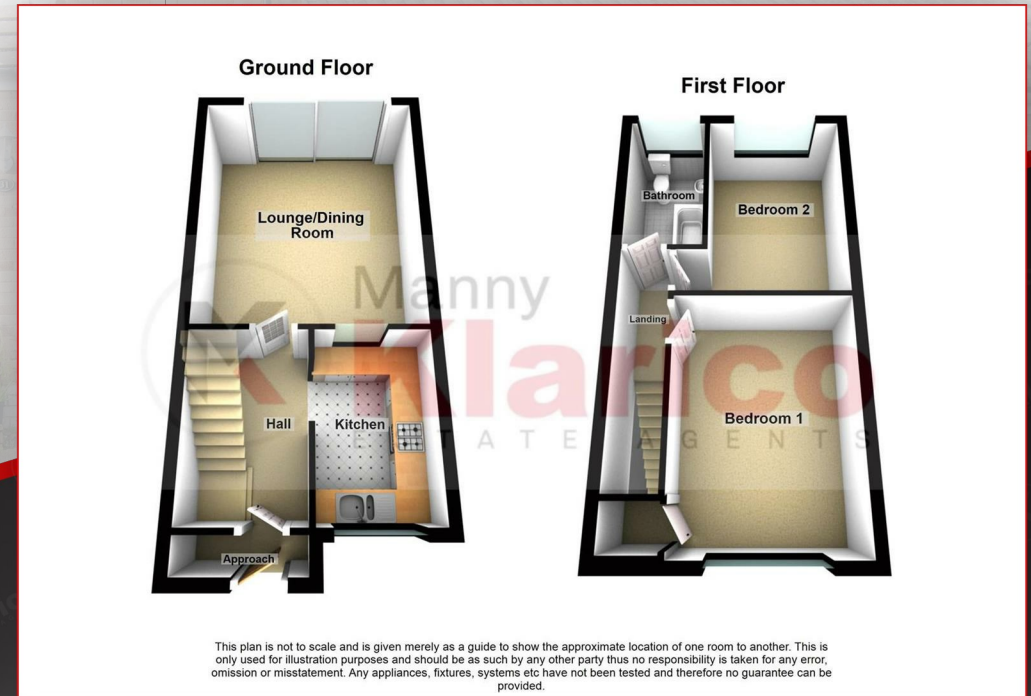 Ground Floor
First Floor
Lounge/Dining
Room
Bathroom
Bedroom 2
Landing
Hall
Kitchen
Bedroom 1
Approach
Manny
Klarico
ESTATE AGENTS
This plan is not to scale and is given merely as a guide to show the approximate location of one room to another. This is
only used for illustration purposes and should be as such by any other party thus no responsibility is taken for any error,
omission or misstatement. Any appliances, fixtures, systems etc have not been tested and therefore no guarantee can be
provided.